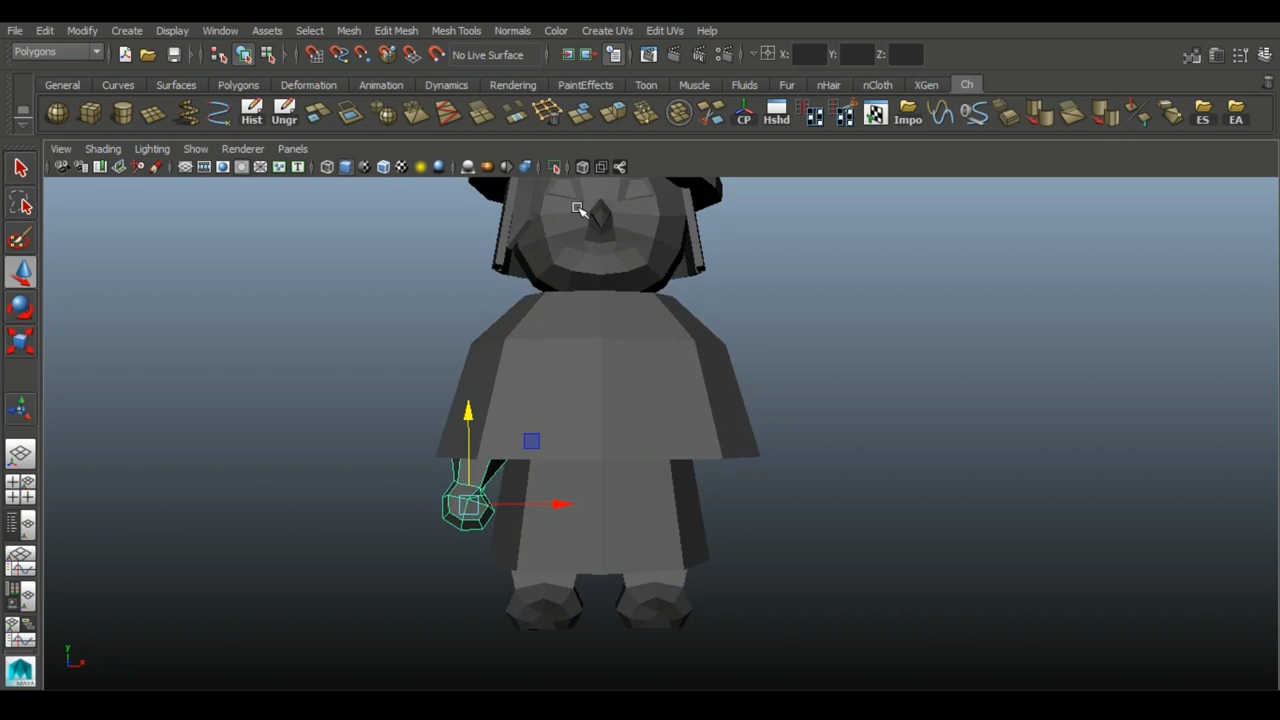 File Edit Modify Create Display Window Assets Select Mesh Edit Mesh Mesh Tools Normals Color Create UVs Edit UVs Help
Polygons No Live Surface X: Y: Z:
General Curves Surfaces Polygons Deformation Animation Dynamics Rendering PaintEffects Toon Muscle Fluids Fur nHair nCloth XGen Ch
Hist Ungr CP Hshd Impo ES EA
View Shading Lighting Show Renderer Panels
y
x
MAYA